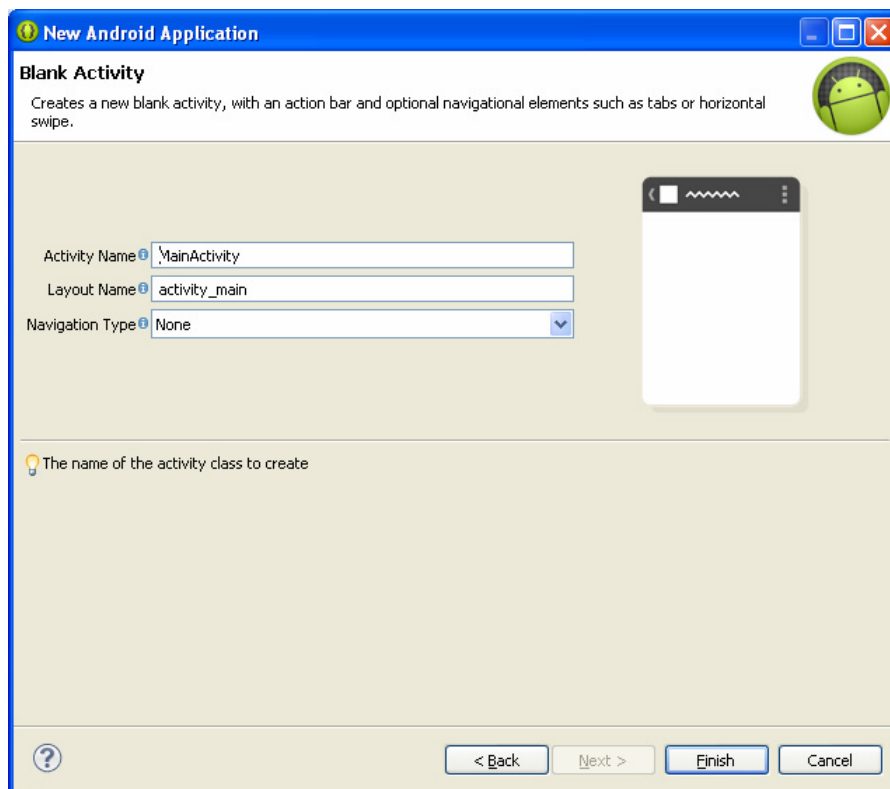 New Android Application
Blank Activity
Creates a new blank activity, with an action bar and optional navigational elements such as tabs or horizontal
swipe.
Activity Name MainActivity
Layout Name activity_main
Navigation Type None
The name of the activity class to create
< Back Next > Finish Cancel